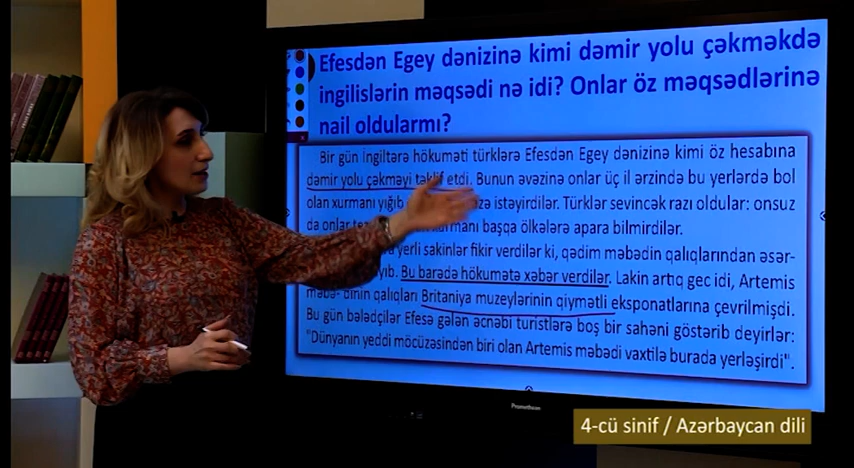 Efesdən Egey dənizinə kimi dəmir yolu çəkməkdə
ingilislərin məqsədi nə idi? Onlar öz məqsədlərinə
nail oldularmı?
Bir gün İngiltərə hökuməti türklərə Efesdən Egey dənizinə kimi öz hesabına
dəmir yolu çəkməyi təklif etdi. Bunun əvəzinə onlar üç il ərzində bu yerlərdə bol
olan xurmanı yığıb istəyirdilər. Türklər sevincək razı oldular: onsuz
da onlar başqa ölkələrə apara bilmirdilər.
yerli sakinlər fikir verdilər ki, qədim məbədin qalıqlarından əsər-
Bu barədə hökumətə xəbər verdilər. Lakin artıq gec idi, Artemis
qalıqları Britaniya muzeylərinin qiymətli eksponatlarına çevrilmişdi.
Bu gün bələdçilər Efesə gələn əcnəbi turistlərə boş bir sahəni göstərib deyirlər:
"Dünyanın yeddi möcüzəsindən biri olan Artemis məbədi vaxtilə burada yerləşirdi".
Promethean
4-cü sinif / Azərbaycan dili